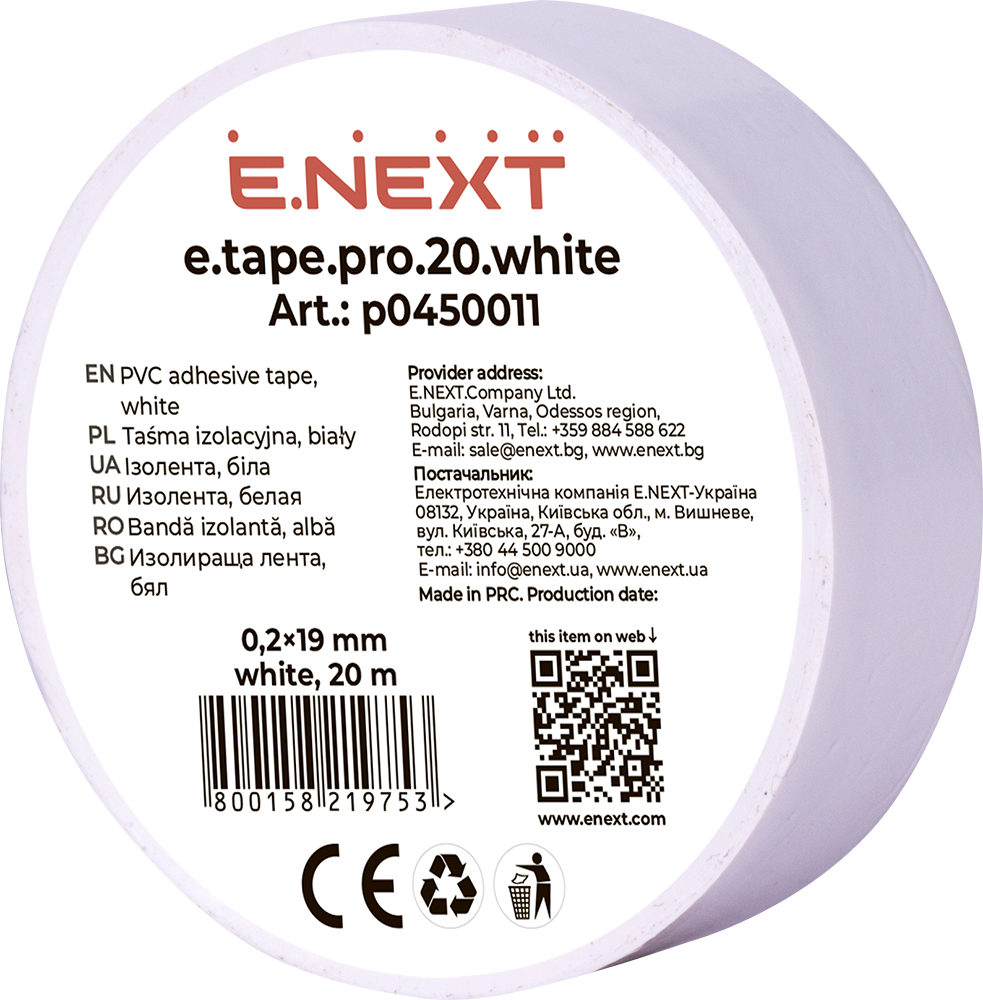 E.NEXT
e.tape.pro.20.white
Art.: p0450011
EN PVC adhesive tape,
white
PL Taśma izolacyjna, biały
UA Ізолента, біла
RU Изолента, белая
RO Bandă izolantă, albă
BG Изолираща лента,
бял
Provider address:
E.NEXT.Company Ltd.
Bulgaria, Varna, Odessos region,
Rodopi str. 11, Tel.: +359 884 588 622
E-mail: sale@enext.bg, www.enext.bg
Постачальник:
Електротехнічна компанія E.NEXT-Україна
08132, Україна, Київська обл., м. Вишневе,
вул. Київська, 27-А, буд. «В»,
тел.: +380 44 500 9000
E-mail: info@enext.ua, www.enext.ua
Made in PRC. Production date:
0,2×19 mm
white, 20 m
800158 219753 >
this item on web↓
www.enext.com
CE